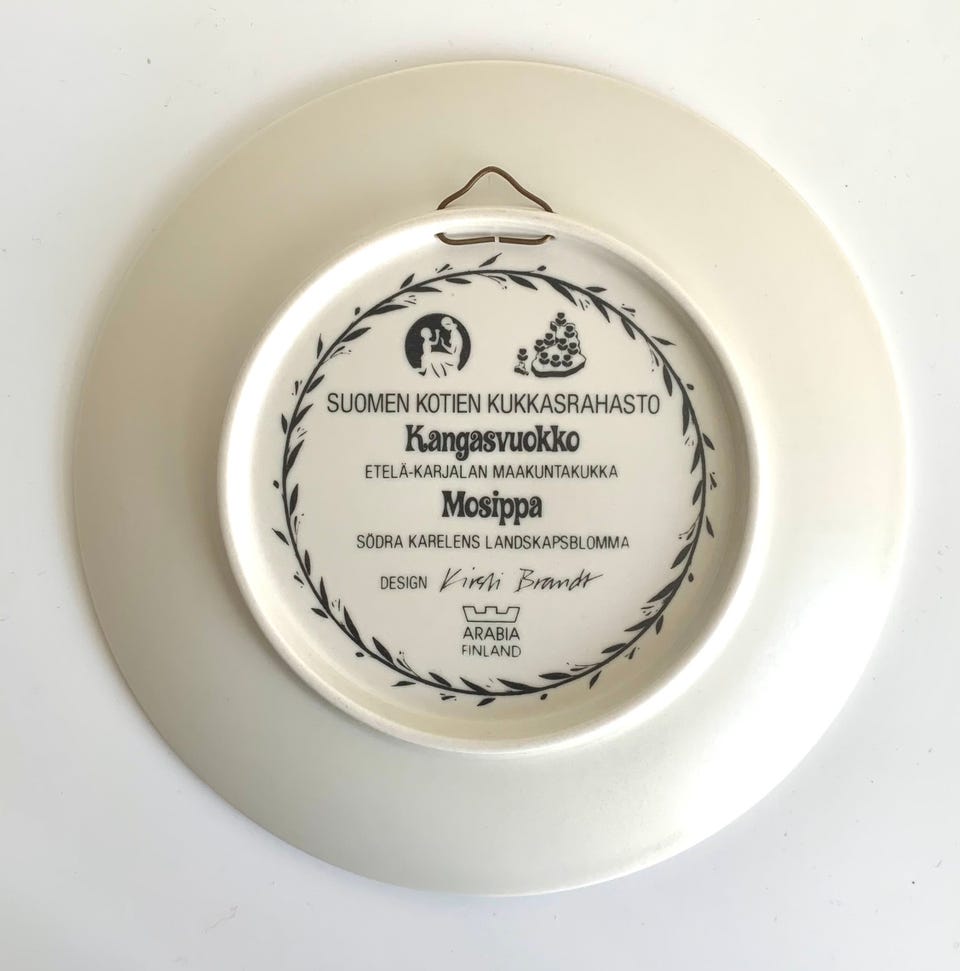 SUOMEN KOTIEN KUKKASRAHASTO
Kangasvuokko
ETELÄ-KARJALAN MAAKUNTAKUKKA
Mosippa
SÖDRA KARELENS LANDSKAPSBLOMMA
DESIGN Kirsti Brandt
ARABIA
FINLAND